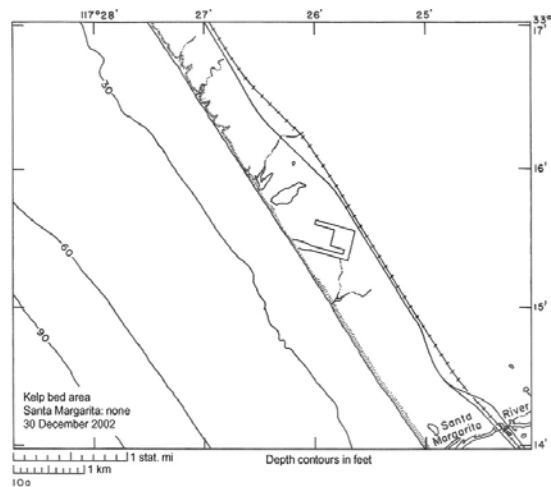 117°28' 27' 26' 25' 33°
17'
30
16'
60
15'
90
Kelp bed area
Santa Margarita: none
30 December 2002
Santa
Margarita
River
14'
1 stat. mi
1 km
Depth contours in feet
10a